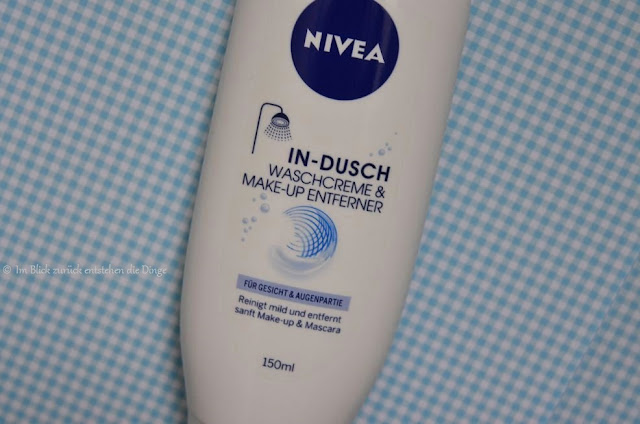 NIVEA
IN-DUSCH
WASCHCREME &
MAKE-UP ENTFERNER
FÜR GESICHT & AUGENPARTIE
Reinigt mild und entfernt
sanft Make-up & Mascara
150ml
© Im Blick zurück entstehen die Dinge